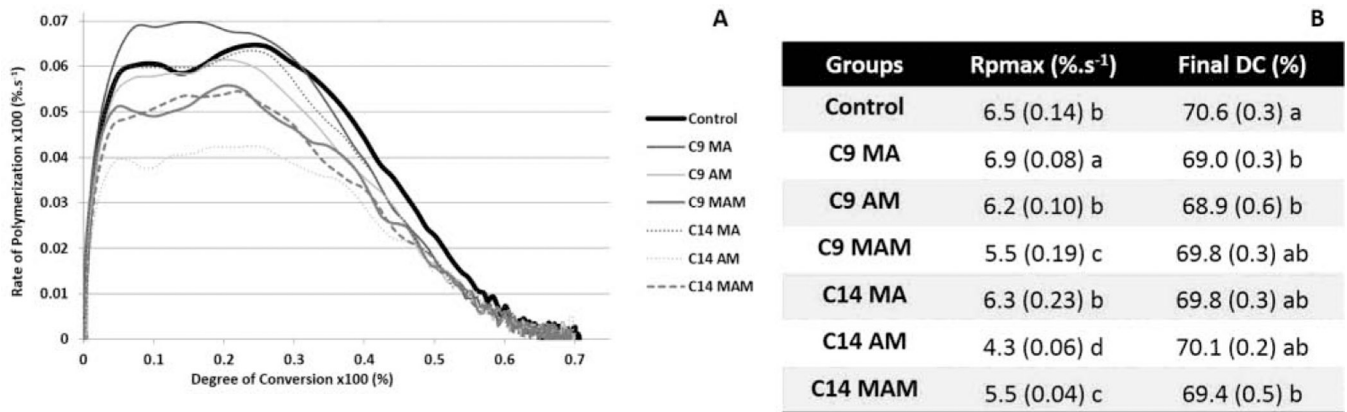 A
Rate of Polymerization x100 (%.s⁻¹)
0.07
0.06
0.05
0.04
0.03
0.02
0.01
0
0 0.1 0.2 0.3 0.4 0.5 0.6 0.7
Degree of Conversion x100 (%)
Control
C9 MA
C9 AM
C9 MAM
C14 MA
C14 AM
C14 MAM
B
Groups Rpmax (%.s⁻¹) Final DC (%)
Control 6.5 (0.14) b 70.6 (0.3) a
C9 MA 6.9 (0.08) a 69.0 (0.3) b
C9 AM 6.2 (0.10) b 68.9 (0.6) b
C9 MAM 5.5 (0.19) c 69.8 (0.3) ab
C14 MA 6.3 (0.23) b 69.8 (0.3) ab
C14 AM 4.3 (0.06) d 70.1 (0.2) ab
C14 MAM 5.5 (0.04) c 69.4 (0.5) b